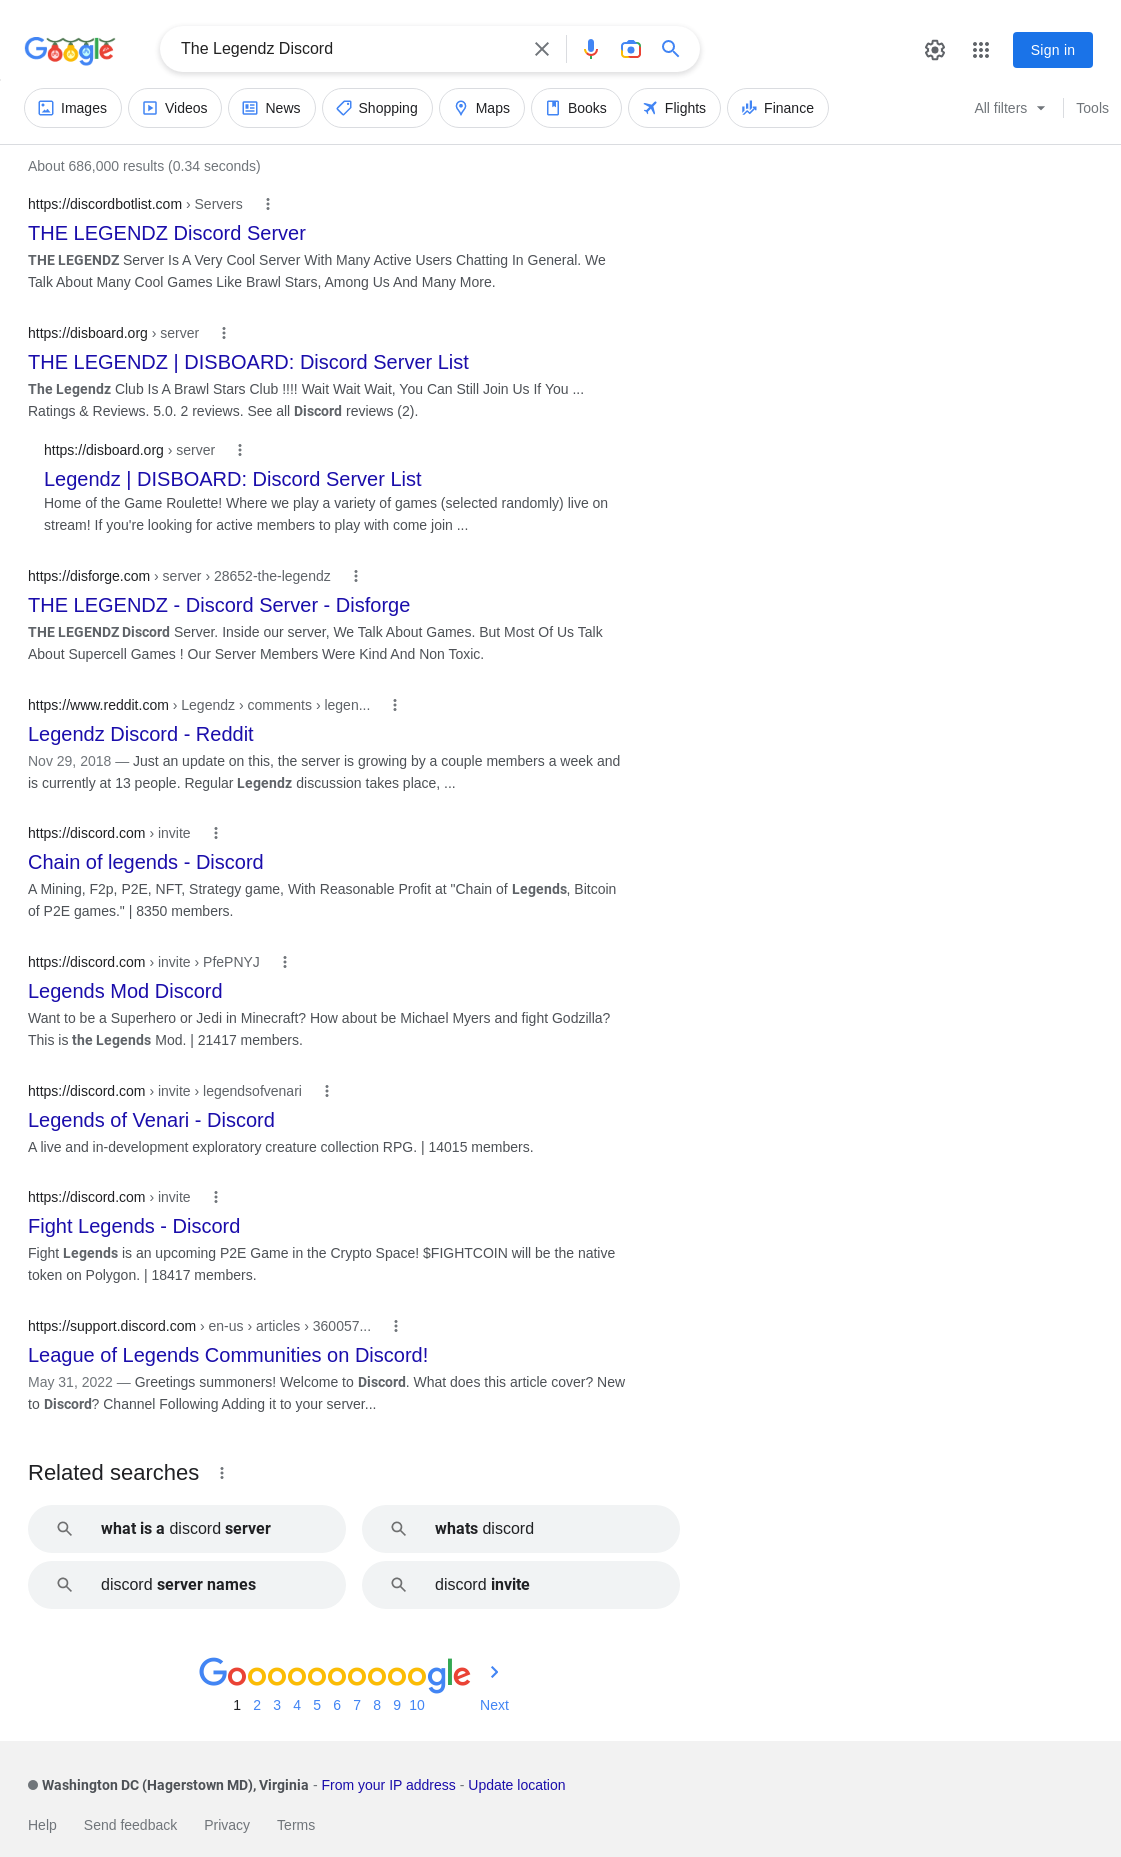 Google
The Legendz Discord
Sign in
Images
Videos
News
Shopping
Maps
Books
Flights
Finance
All filters
Tools
About 686,000 results (0.34 seconds)
https://discordbotlist.com › Servers
THE LEGENDZ Discord Server
THE LEGENDZ Server Is A Very Cool Server With Many Active Users Chatting In General. We
Talk About Many Cool Games Like Brawl Stars, Among Us And Many More.
https://disboard.org › server
THE LEGENDZ | DISBOARD: Discord Server List
The Legendz Club Is A Brawl Stars Club !!!! Wait Wait Wait, You Can Still Join Us If You ...
Ratings & Reviews. 5.0. 2 reviews. See all Discord reviews (2).
https://disboard.org › server
Legendz | DISBOARD: Discord Server List
Home of the Game Roulette! Where we play a variety of games (selected randomly) live on
stream! If you're looking for active members to play with come join ...
https://disforge.com › server › 28652-the-legendz
THE LEGENDZ - Discord Server - Disforge
THE LEGENDZ Discord Server. Inside our server, We Talk About Games. But Most Of Us Talk
About Supercell Games ! Our Server Members Were Kind And Non Toxic.
https://www.reddit.com › Legendz › comments › legen...
Legendz Discord - Reddit
Nov 29, 2018 — Just an update on this, the server is growing by a couple members a week and
is currently at 13 people. Regular Legendz discussion takes place, ...
https://discord.com › invite
Chain of legends - Discord
A Mining, F2p, P2E, NFT, Strategy game, With Reasonable Profit at "Chain of Legends, Bitcoin
of P2E games." | 8350 members.
https://discord.com › invite › PfePNYJ
Legends Mod Discord
Want to be a Superhero or Jedi in Minecraft? How about be Michael Myers and fight Godzilla?
This is the Legends Mod. | 21417 members.
https://discord.com › invite › legendsofvenari
Legends of Venari - Discord
A live and in-development exploratory creature collection RPG. | 14015 members.
https://discord.com › invite
Fight Legends - Discord
Fight Legends is an upcoming P2E Game in the Crypto Space! $FIGHTCOIN will be the native
token on Polygon. | 18417 members.
https://support.discord.com › en-us › articles › 360057...
League of Legends Communities on Discord!
May 31, 2022 — Greetings summoners! Welcome to Discord. What does this article cover? New
to Discord? Channel Following Adding it to your server...
Related searches
what is a discord server
whats discord
discord server names
discord invite
Goooooooooogle
1 2 3 4 5 6 7 8 9 10 Next
Washington DC (Hagerstown MD), Virginia - From your IP address - Update location
Help Send feedback Privacy Terms